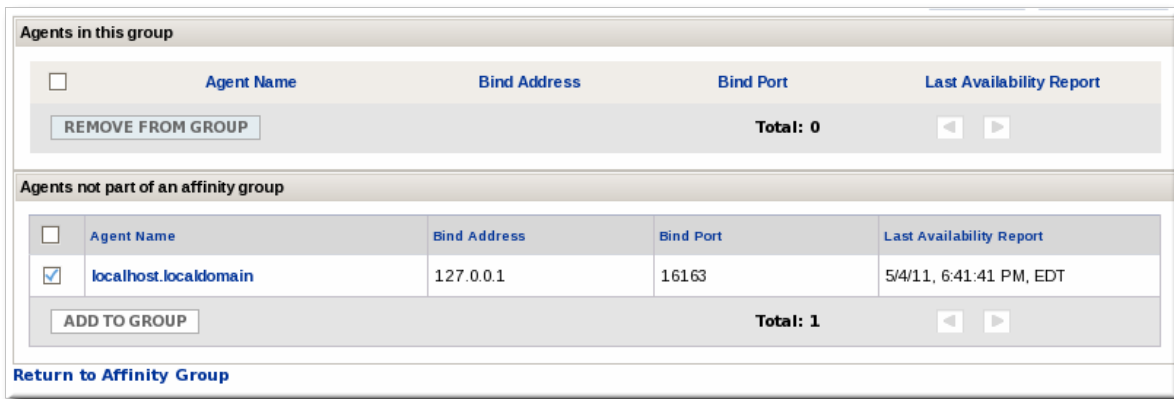 Agents in this group
Agent Name Bind Address Bind Port Last Availability Report
REMOVE FROM GROUP Total: 0
Agents not part of an affinity group
Agent Name Bind Address Bind Port Last Availability Report
localhost.localdomain 127.0.0.1 16163 5/4/11, 6:41:41 PM, EDT
ADD TO GROUP Total: 1
Return to Affinity Group